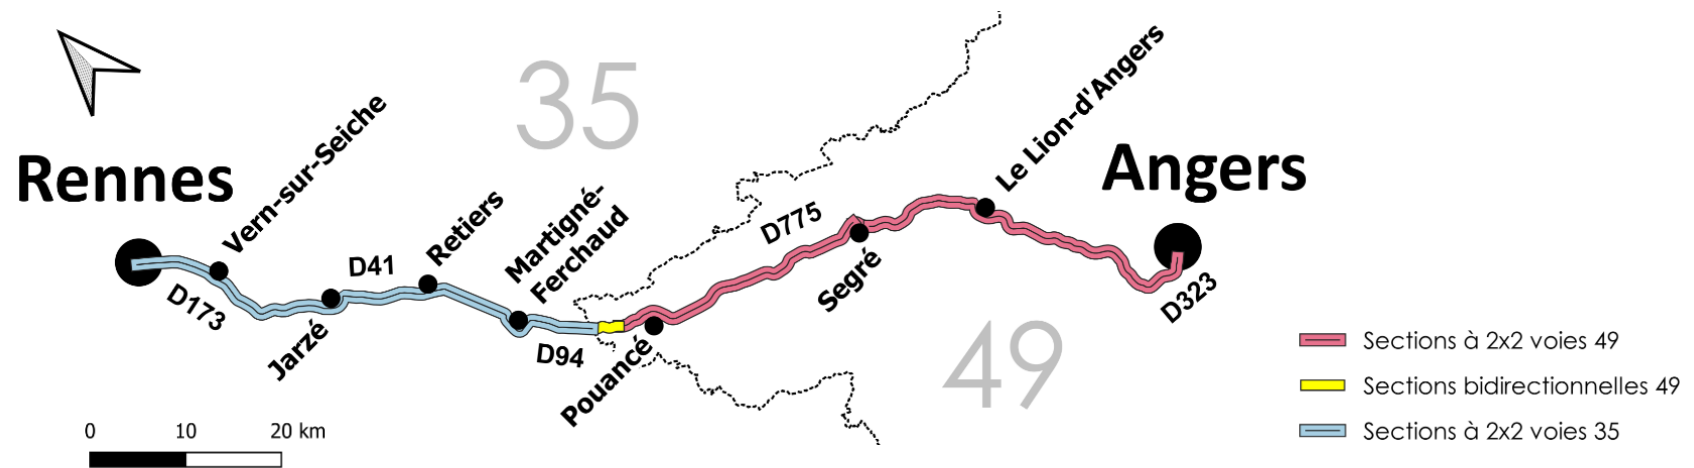 35
Rennes
Vern-sur-Seiche
D173
Jarzé
D41
Retiers
Martigné-
Ferchaud
D94
Pouancé
D775
Segré
Le Lion-d'Angers
Angers
D323
49
0 10 20 km
Sections à 2x2 voies 49
Sections bidirectionnelles 49
Sections à 2x2 voies 35